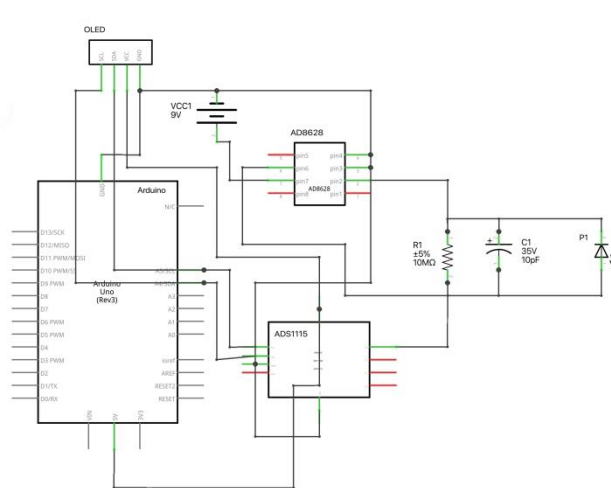 OLED
SCL
SDA
VCC
GND
VCC1
9V
AD8628
pin5
pin6
pin7
pin8
pin4
pin3
pin2
pin1
AD8628
Arduino
GND
N/C
D13/SCK
D12/MISO
D11 PWM/MOSI
D10 PWM/SS
D9 PWM
D8
D7
D6 PWM
D5 PWM
D4
D3 PWM
D2
D1/TX
D0/RX
Arduino
Uno
(Rev3)
A5/SCL
A4/SDA
A3
A2
A1
A0
ioref
AREF
RESET2
RESET
VIN
5V
3V3
ADS1115
R1
±5%
10MΩ
+
C1
35V
10pF
P1